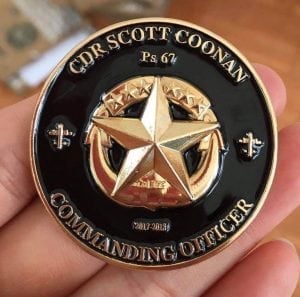 CDR SCOTT COONAN
Ps. 67
2017-2018
COMMANDING OFFICER